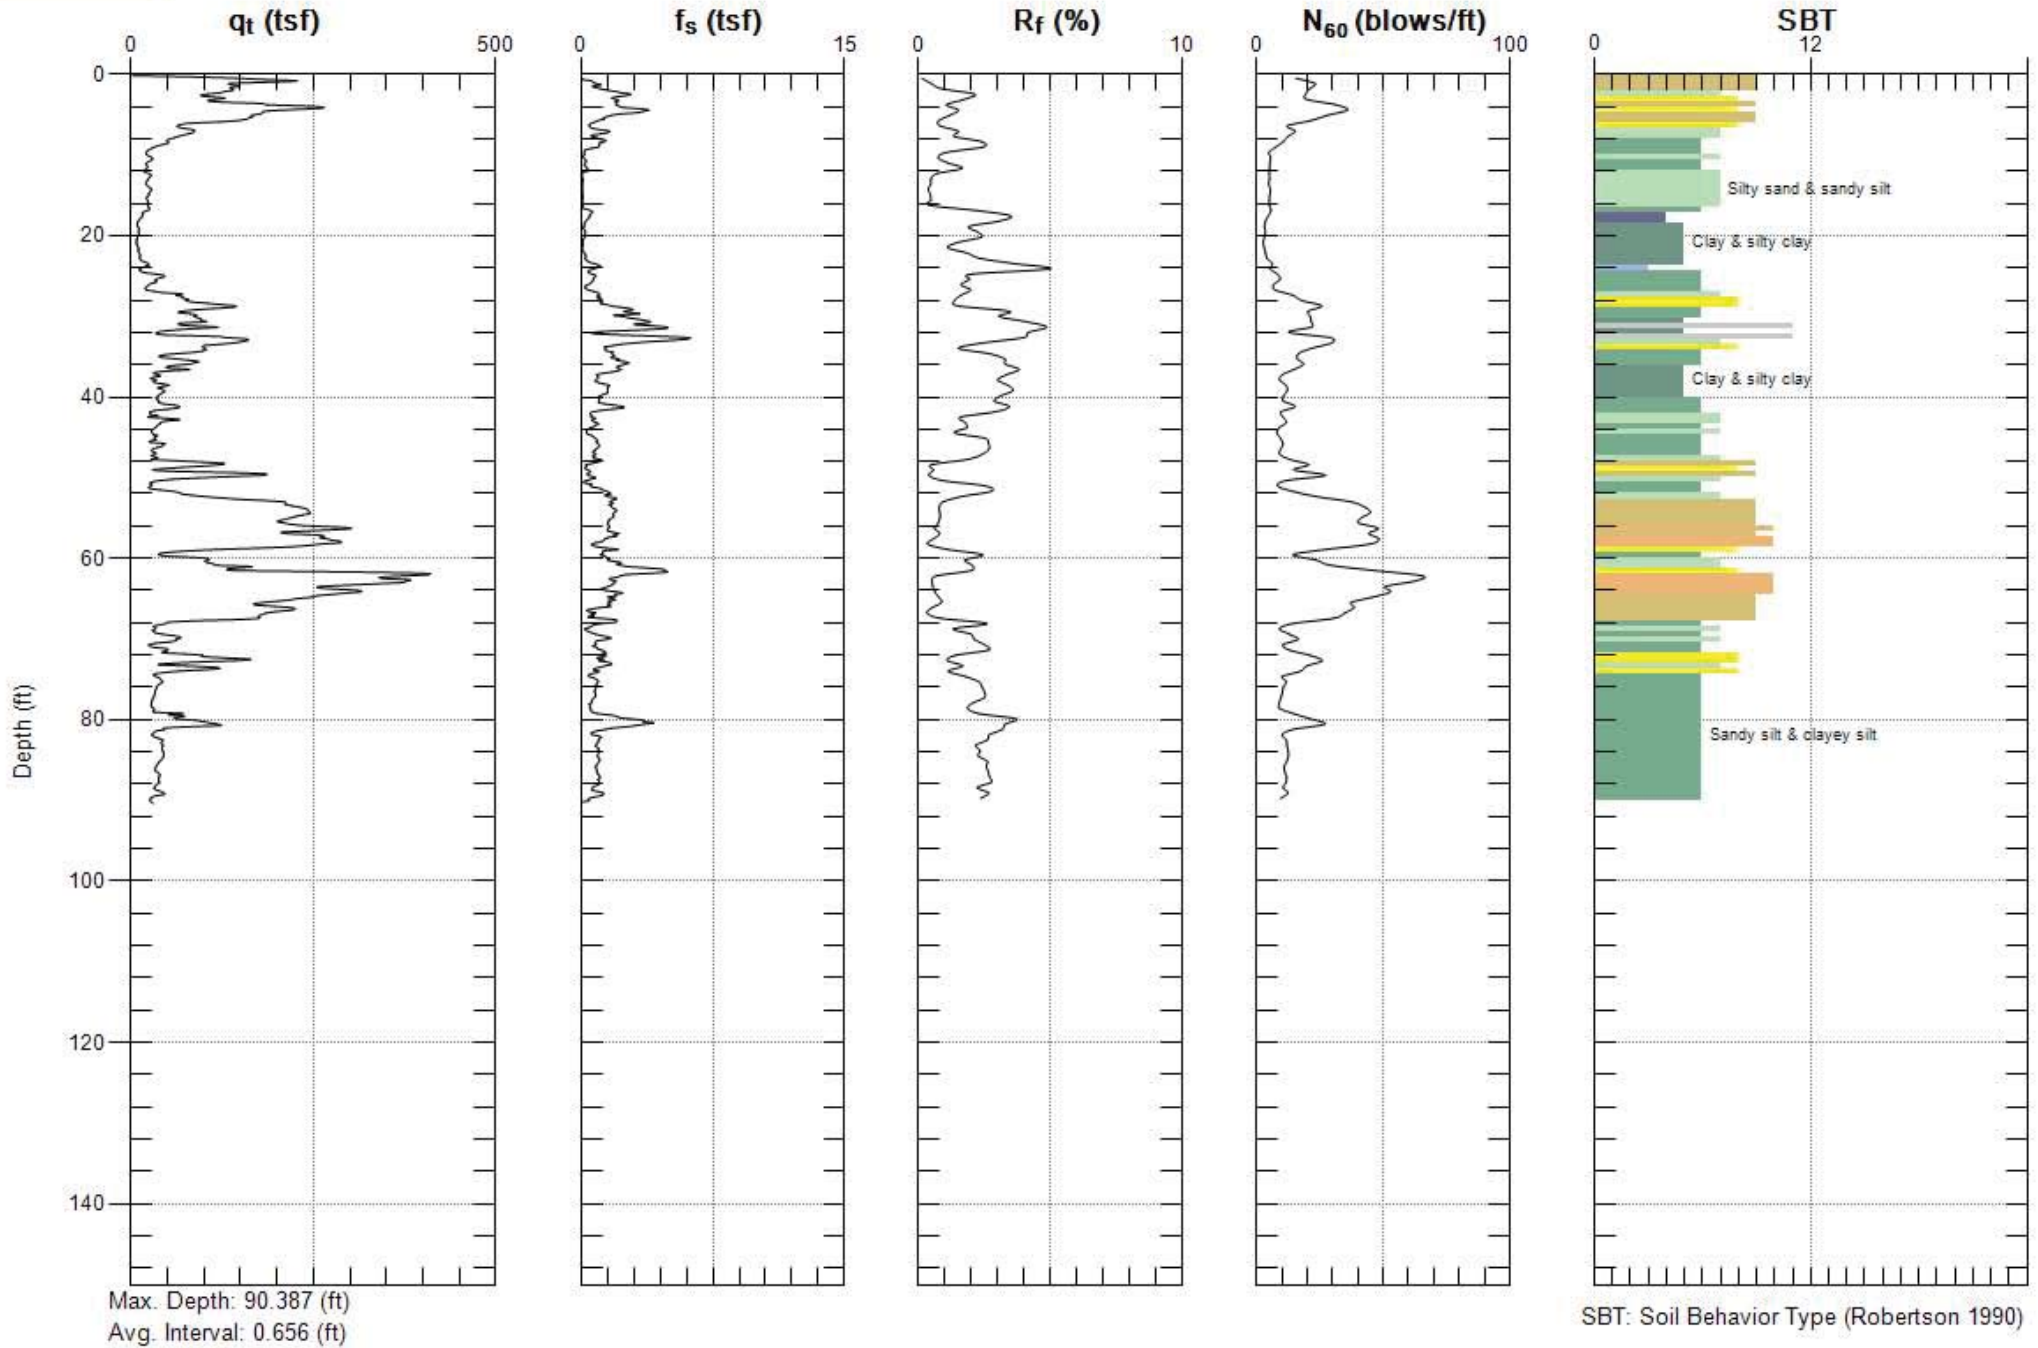 qt (tsf)
fs (tsf)
Rf (%)
N60 (blows/ft)
SBT
0 500
0 15
0 10
0 100
0 12
0
20
40
60
80
100
120
140
Depth (ft)
Silty sand & sandy silt
Clay & silty clay
Clay & silty clay
Sandy silt & clayey silt
Max. Depth: 90.387 (ft)
Avg. Interval: 0.656 (ft)
SBT: Soil Behavior Type (Robertson 1990)